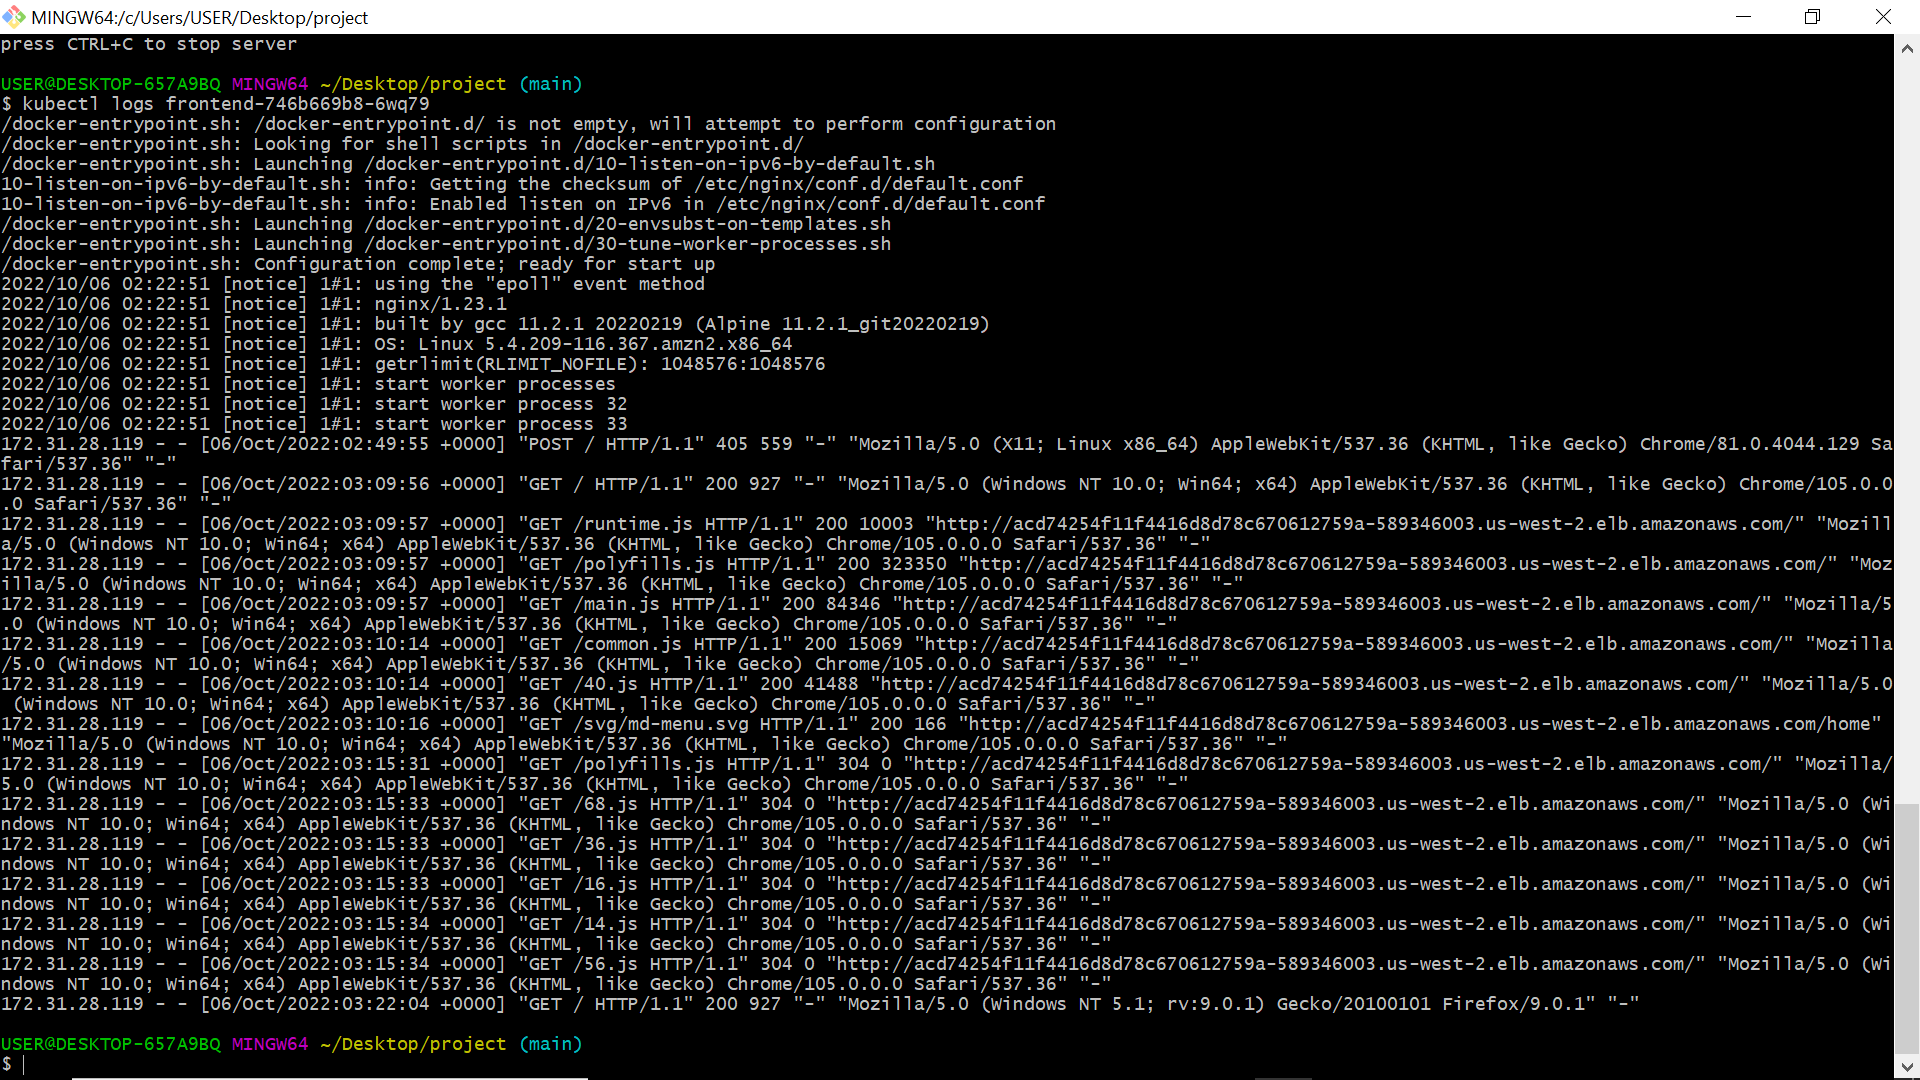 MINGW64:/c/Users/USER/Desktop/project
press CTRL+C to stop server
USER@DESKTOP-657A9BQ MINGW64 ~/Desktop/project (main)
$ kubectl logs frontend-746b669b8-6wq79
/docker-entrypoint.sh: /docker-entrypoint.d/ is not empty, will attempt to perform configuration
/docker-entrypoint.sh: Looking for shell scripts in /docker-entrypoint.d/
/docker-entrypoint.sh: Launching /docker-entrypoint.d/10-listen-on-ipv6-by-default.sh
10-listen-on-ipv6-by-default.sh: info: Getting the checksum of /etc/nginx/conf.d/default.conf
10-listen-on-ipv6-by-default.sh: info: Enabled listen on IPv6 in /etc/nginx/conf.d/default.conf
/docker-entrypoint.sh: Launching /docker-entrypoint.d/20-envsubst-on-templates.sh
/docker-entrypoint.sh: Launching /docker-entrypoint.d/30-tune-worker-processes.sh
/docker-entrypoint.sh: Configuration complete; ready for start up
2022/10/06 02:22:51 [notice] 1#1: using the "epoll" event method
2022/10/06 02:22:51 [notice] 1#1: nginx/1.23.1
2022/10/06 02:22:51 [notice] 1#1: built by gcc 11.2.1 20220219 (Alpine 11.2.1_git20220219)
2022/10/06 02:22:51 [notice] 1#1: OS: Linux 5.4.209-116.367.amzn2.x86_64
2022/10/06 02:22:51 [notice] 1#1: getrlimit(RLIMIT_NOFILE): 1048576:1048576
2022/10/06 02:22:51 [notice] 1#1: start worker processes
2022/10/06 02:22:51 [notice] 1#1: start worker process 32
2022/10/06 02:22:51 [notice] 1#1: start worker process 33
172.31.28.119 - - [06/Oct/2022:02:49:55 +0000] "POST / HTTP/1.1" 405 559 "-" "Mozilla/5.0 (X11; Linux x86_64) AppleWebKit/537.36 (KHTML, like Gecko) Chrome/81.0.4044.129 Sa
fari/537.36" "-"
172.31.28.119 - - [06/Oct/2022:03:09:56 +0000] "GET / HTTP/1.1" 200 927 "-" "Mozilla/5.0 (Windows NT 10.0; Win64; x64) AppleWebKit/537.36 (KHTML, like Gecko) Chrome/105.0.0
.0 Safari/537.36" "-"
172.31.28.119 - - [06/Oct/2022:03:09:57 +0000] "GET /runtime.js HTTP/1.1" 200 10003 "http://acd74254f11f4416d8d78c670612759a-589346003.us-west-2.elb.amazonaws.com/" "Mozill
a/5.0 (Windows NT 10.0; Win64; x64) AppleWebKit/537.36 (KHTML, like Gecko) Chrome/105.0.0.0 Safari/537.36" "-"
172.31.28.119 - - [06/Oct/2022:03:09:57 +0000] "GET /polyfills.js HTTP/1.1" 200 323350 "http://acd74254f11f4416d8d78c670612759a-589346003.us-west-2.elb.amazonaws.com/" "Moz
illa/5.0 (Windows NT 10.0; Win64; x64) AppleWebKit/537.36 (KHTML, like Gecko) Chrome/105.0.0.0 Safari/537.36" "-"
172.31.28.119 - - [06/Oct/2022:03:09:57 +0000] "GET /main.js HTTP/1.1" 200 84346 "http://acd74254f11f4416d8d78c670612759a-589346003.us-west-2.elb.amazonaws.com/" "Mozilla/5
.0 (Windows NT 10.0; Win64; x64) AppleWebKit/537.36 (KHTML, like Gecko) Chrome/105.0.0.0 Safari/537.36" "-"
172.31.28.119 - - [06/Oct/2022:03:10:14 +0000] "GET /common.js HTTP/1.1" 200 15069 "http://acd74254f11f4416d8d78c670612759a-589346003.us-west-2.elb.amazonaws.com/" "Mozilla
/5.0 (Windows NT 10.0; Win64; x64) AppleWebKit/537.36 (KHTML, like Gecko) Chrome/105.0.0.0 Safari/537.36" "-"
172.31.28.119 - - [06/Oct/2022:03:10:14 +0000] "GET /40.js HTTP/1.1" 200 41488 "http://acd74254f11f4416d8d78c670612759a-589346003.us-west-2.elb.amazonaws.com/" "Mozilla/5.0
(Windows NT 10.0; Win64; x64) AppleWebKit/537.36 (KHTML, like Gecko) Chrome/105.0.0.0 Safari/537.36" "-"
172.31.28.119 - - [06/Oct/2022:03:10:16 +0000] "GET /svg/md-menu.svg HTTP/1.1" 200 166 "http://acd74254f11f4416d8d78c670612759a-589346003.us-west-2.elb.amazonaws.com/home"
"Mozilla/5.0 (Windows NT 10.0; Win64; x64) AppleWebKit/537.36 (KHTML, like Gecko) Chrome/105.0.0.0 Safari/537.36" "-"
172.31.28.119 - - [06/Oct/2022:03:15:31 +0000] "GET /polyfills.js HTTP/1.1" 304 0 "http://acd74254f11f4416d8d78c670612759a-589346003.us-west-2.elb.amazonaws.com/" "Mozilla/
5.0 (Windows NT 10.0; Win64; x64) AppleWebKit/537.36 (KHTML, like Gecko) Chrome/105.0.0.0 Safari/537.36" "-"
172.31.28.119 - - [06/Oct/2022:03:15:33 +0000] "GET /68.js HTTP/1.1" 304 0 "http://acd74254f11f4416d8d78c670612759a-589346003.us-west-2.elb.amazonaws.com/" "Mozilla/5.0 (Wi
ndows NT 10.0; Win64; x64) AppleWebKit/537.36 (KHTML, like Gecko) Chrome/105.0.0.0 Safari/537.36" "-"
172.31.28.119 - - [06/Oct/2022:03:15:33 +0000] "GET /36.js HTTP/1.1" 304 0 "http://acd74254f11f4416d8d78c670612759a-589346003.us-west-2.elb.amazonaws.com/" "Mozilla/5.0 (Wi
ndows NT 10.0; Win64; x64) AppleWebKit/537.36 (KHTML, like Gecko) Chrome/105.0.0.0 Safari/537.36" "-"
172.31.28.119 - - [06/Oct/2022:03:15:33 +0000] "GET /16.js HTTP/1.1" 304 0 "http://acd74254f11f4416d8d78c670612759a-589346003.us-west-2.elb.amazonaws.com/" "Mozilla/5.0 (Wi
ndows NT 10.0; Win64; x64) AppleWebKit/537.36 (KHTML, like Gecko) Chrome/105.0.0.0 Safari/537.36" "-"
172.31.28.119 - - [06/Oct/2022:03:15:34 +0000] "GET /14.js HTTP/1.1" 304 0 "http://acd74254f11f4416d8d78c670612759a-589346003.us-west-2.elb.amazonaws.com/" "Mozilla/5.0 (Wi
ndows NT 10.0; Win64; x64) AppleWebKit/537.36 (KHTML, like Gecko) Chrome/105.0.0.0 Safari/537.36" "-"
172.31.28.119 - - [06/Oct/2022:03:15:34 +0000] "GET /56.js HTTP/1.1" 304 0 "http://acd74254f11f4416d8d78c670612759a-589346003.us-west-2.elb.amazonaws.com/" "Mozilla/5.0 (Wi
ndows NT 10.0; Win64; x64) AppleWebKit/537.36 (KHTML, like Gecko) Chrome/105.0.0.0 Safari/537.36" "-"
172.31.28.119 - - [06/Oct/2022:03:22:04 +0000] "GET / HTTP/1.1" 200 927 "-" "Mozilla/5.0 (Windows NT 5.1; rv:9.0.1) Gecko/20100101 Firefox/9.0.1" "-"
USER@DESKTOP-657A9BQ MINGW64 ~/Desktop/project (main)
$